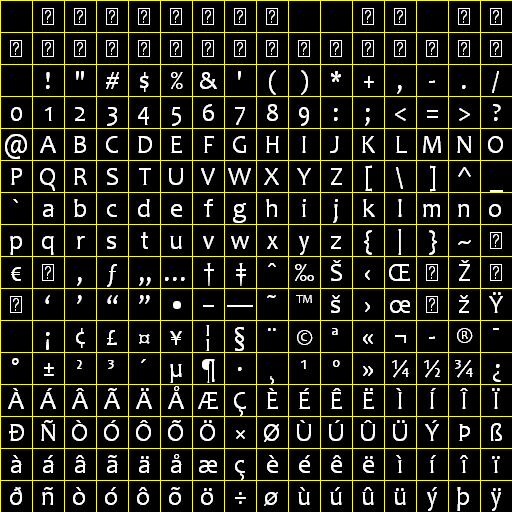 ! " # $ % & ' ( ) * + , - . /
0 1 2 3 4 5 6 7 8 9 : ; < = > ?
@ A B C D E F G H I J K L M N O
P Q R S T U V W X Y Z [ \ ] ^ _
` a b c d e f g h i j k l m n o
p q r s t u v w x y z { | } ~
€ ‚ ƒ „ … † ‡ ˆ ‰ Š ‹ Œ Ž
‘ ’ “ ” • – — ˜ ™ š › œ ž Ÿ
¡ ¢ £ ¤ ¥ ¦ § ¨ © ª « ¬ - ® ¯
° ± ² ³ ´ µ ¶ · ¸ ¹ º » ¼ ½ ¾ ¿
À Á Â Ã Ä Å Æ Ç È É Ê Ë Ì Í Î Ï
Ð Ñ Ò Ó Ô Õ Ö × Ø Ù Ú Û Ü Ý Þ ß
à á â ã ä å æ ç è é ê ë ì í î ï
ð ñ ò ó ô õ ö ÷ ø ù ú û ü ý þ ÿ